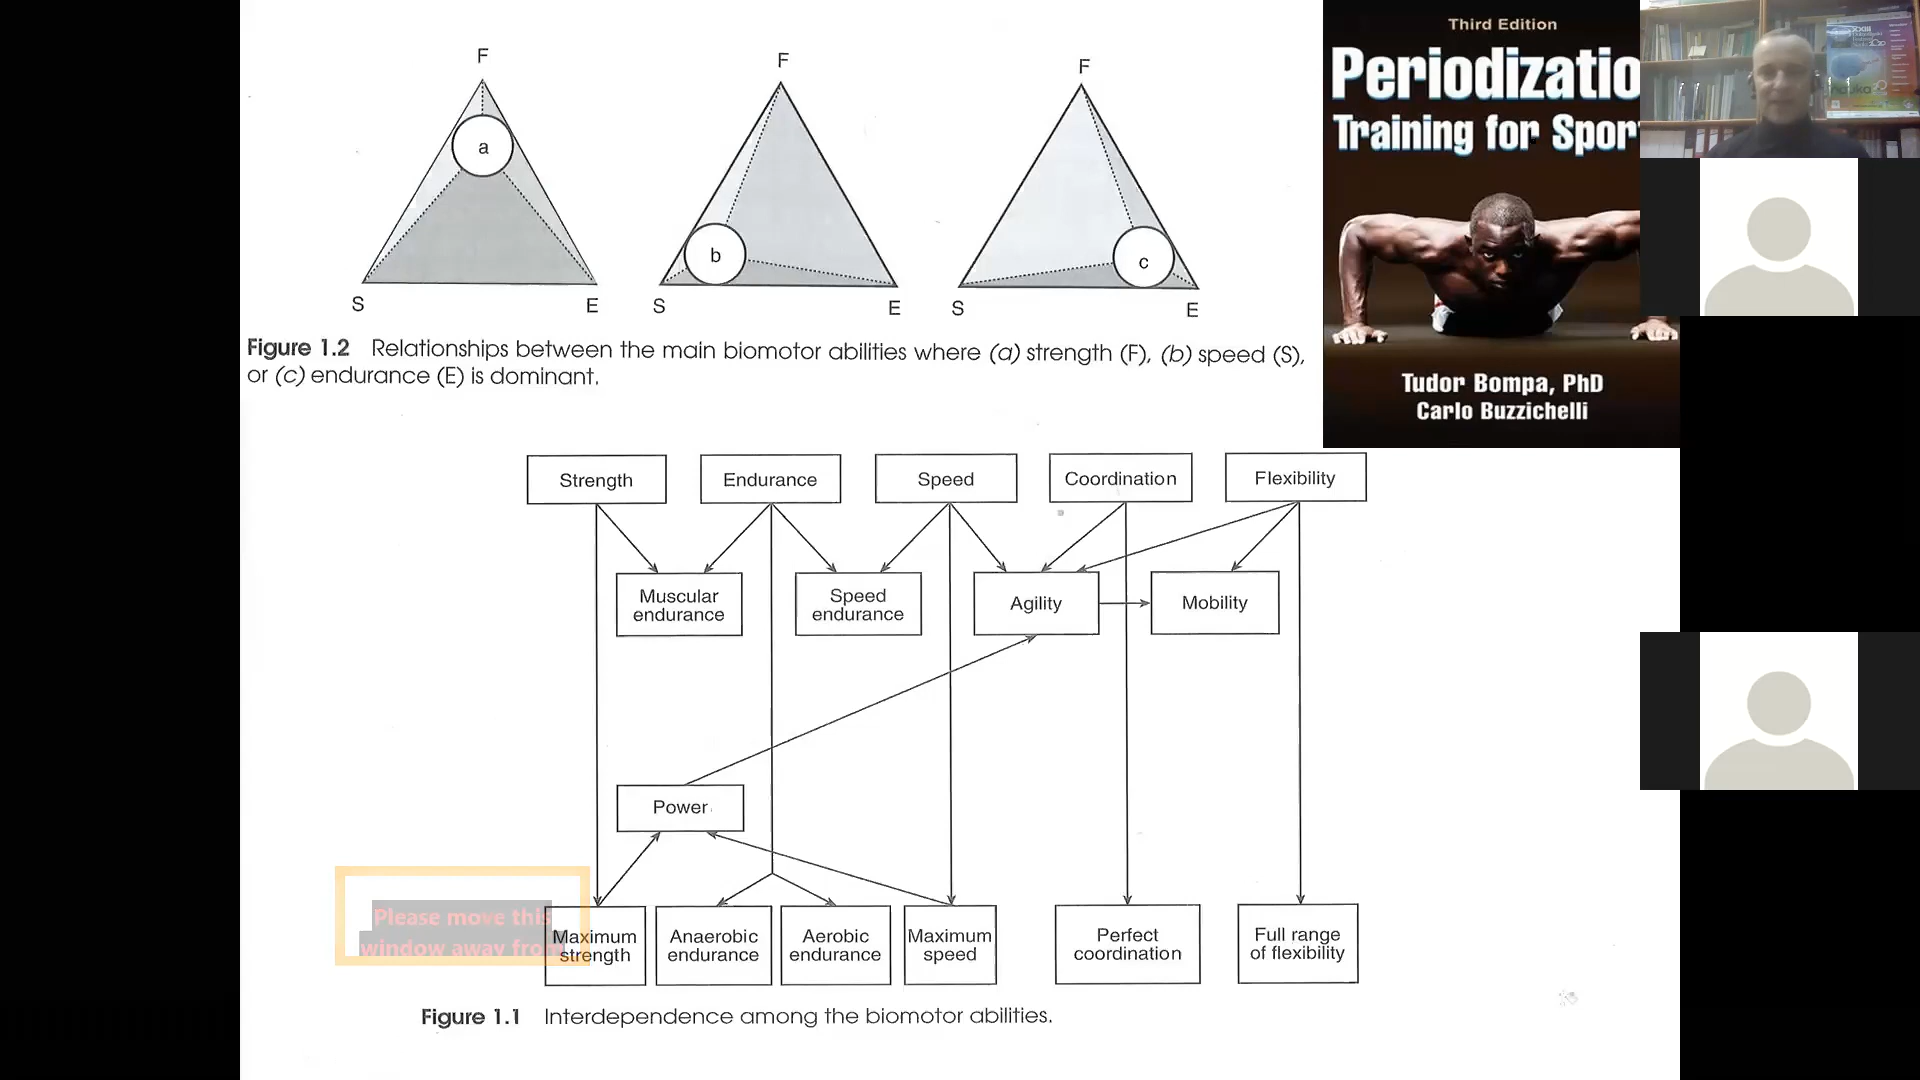 F
a
S
E
F
b
S
E
F
c
S
E
Figure 1.2 Relationships between the main biomotor abilities where (a) strength (F), (b) speed (S),
or (c) endurance (E) is dominant.
Third Edition
Periodizatio
Training for Spor
Tudor Bompa, PhD
Carlo Buzzichelli
Strength
Endurance
Speed
Coordination
Flexibility
Muscular
endurance
Speed
endurance
Agility
Mobility
Power
Please move this
window away from
Maximum
strength
Anaerobic
endurance
Aerobic
endurance
Maximum
speed
Perfect
coordination
Full range
of flexibility
Figure 1.1 Interdependence among the biomotor abilities.